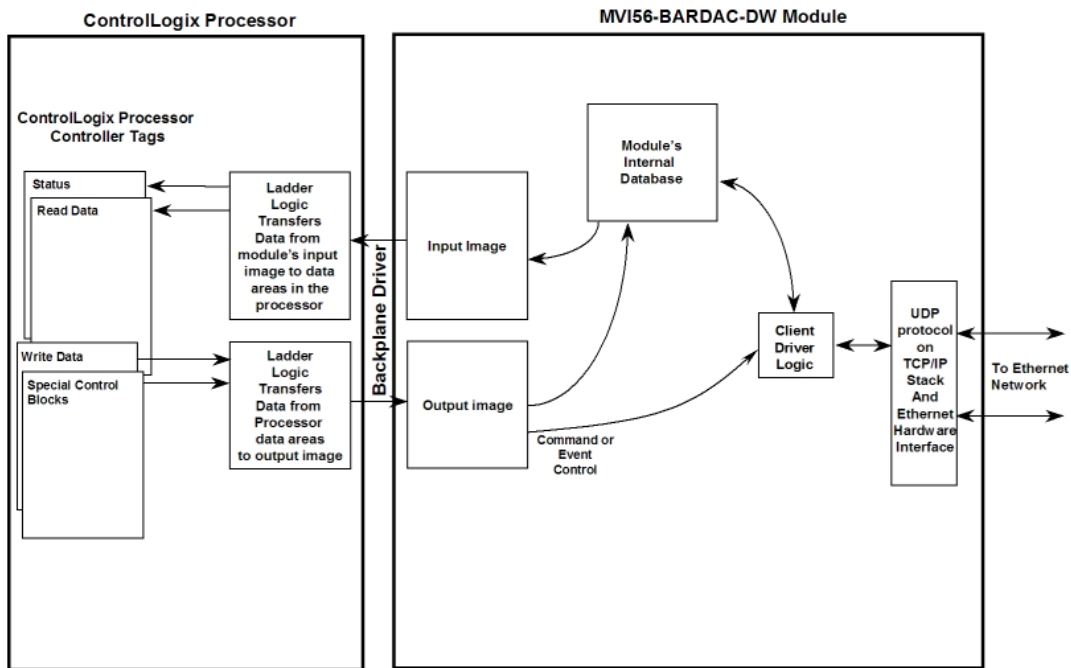 ControlLogix Processor
MVI56-BARDAC-DW Module
ControlLogix Processor
Controller Tags
Status
Read Data
Write Data
Special Control
Blocks
Ladder
Logic
Transfers
Data from
module's input
image to data
areas in the
processor
Ladder
Logic
Transfers
Data from
Processor
data areas
to output image
Backplane Driver
Input Image
Output image
Module's
Internal
Database
Command or
Event
Control
Client
Driver
Logic
UDP
protocol
on
TCP/IP
Stack
And
Ethernet
Hardware
Interface
To Ethernet
Network